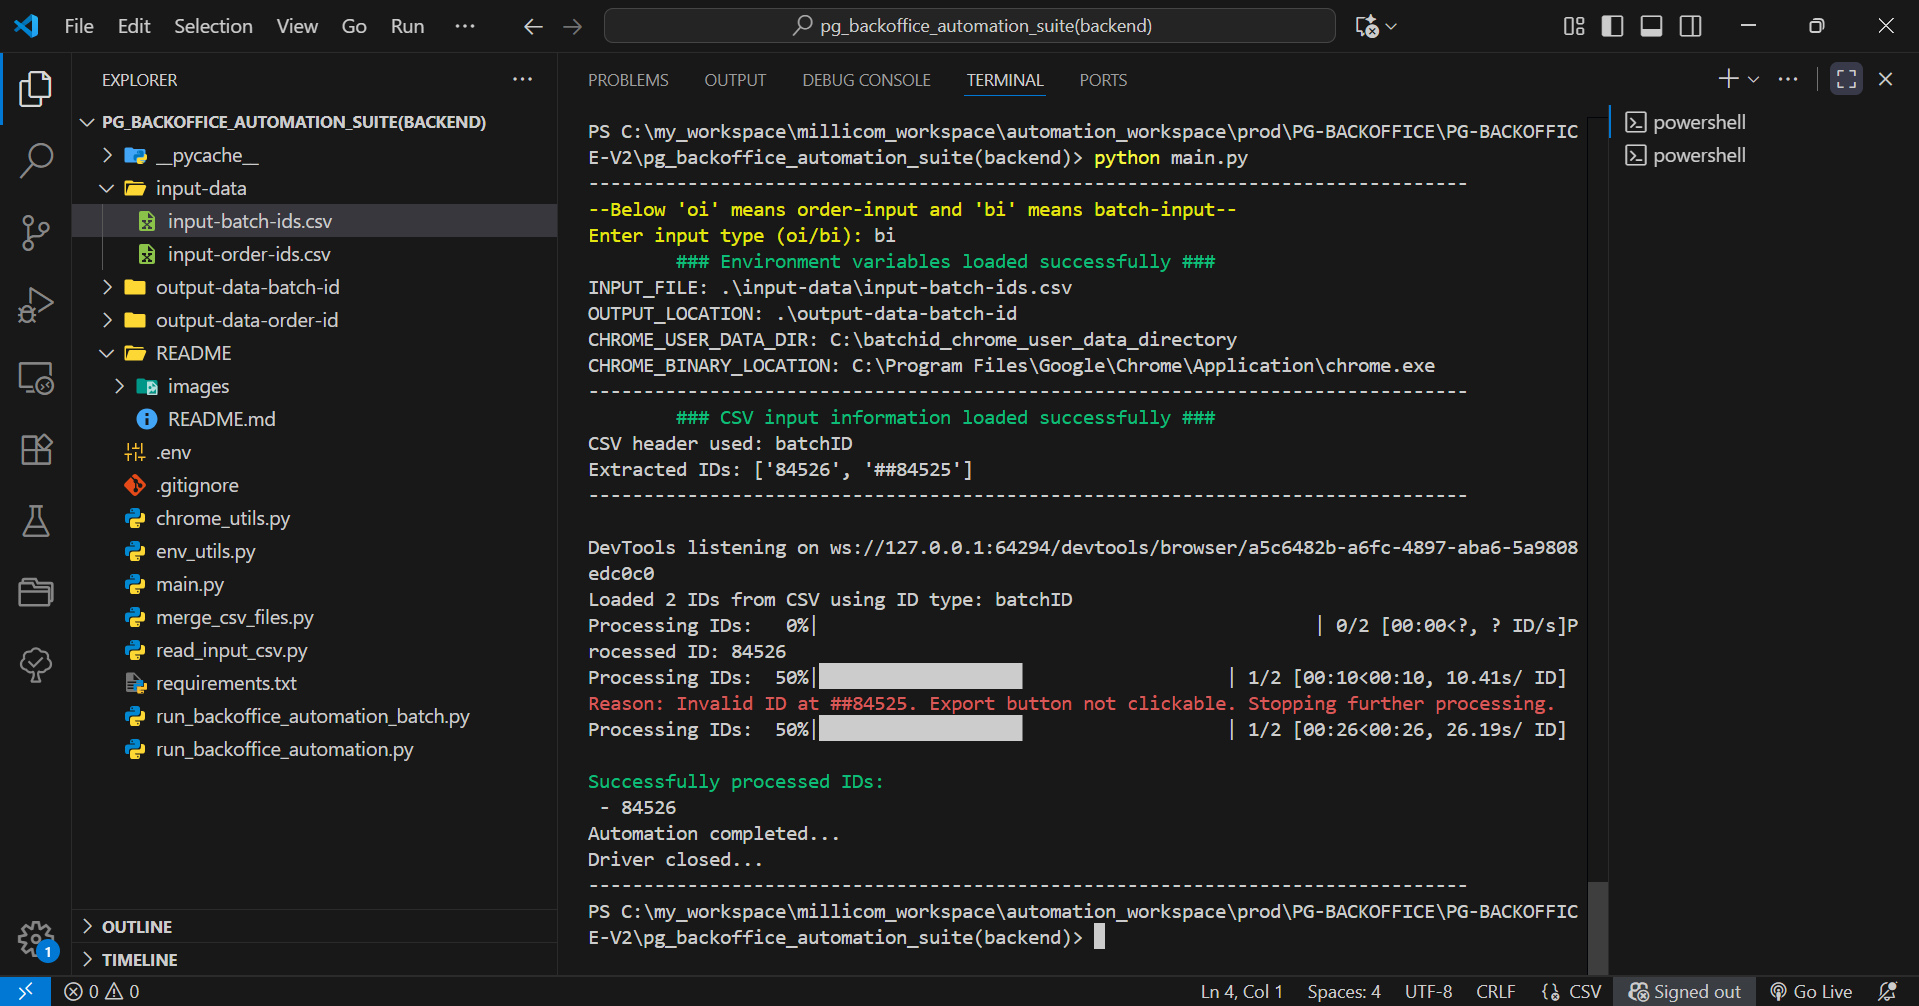 File Edit Selection View Go Run ··· pg_backoffice_automation_suite(backend)
EXPLORER ···
PG_BACKOFFICE_AUTOMATION_SUITE(BACKEND)
__pycache__
input-data
input-batch-ids.csv
input-order-ids.csv
output-data-batch-id
output-data-order-id
README
images
README.md
.env
.gitignore
chrome_utils.py
env_utils.py
main.py
merge_csv_files.py
read_input_csv.py
requirements.txt
run_backoffice_automation_batch.py
run_backoffice_automation.py
OUTLINE
TIMELINE
1
PROBLEMS OUTPUT DEBUG CONSOLE TERMINAL PORTS
PS C:\my_workspace\millicom_workspace\automation_workspace\prod\PG-BACKOFFICE\PG-BACKOFFIC
E-V2\pg_backoffice_automation_suite(backend)> python main.py
--------------------------------------------------------------------------------
--Below 'oi' means order-input and 'bi' means batch-input--
Enter input type (oi/bi): bi
### Environment variables loaded successfully ###
INPUT_FILE: .\input-data\input-batch-ids.csv
OUTPUT_LOCATION: .\output-data-batch-id
CHROME_USER_DATA_DIR: C:\batchid_chrome_user_data_directory
CHROME_BINARY_LOCATION: C:\Program Files\Google\Chrome\Application\chrome.exe
--------------------------------------------------------------------------------
### CSV input information loaded successfully ###
CSV header used: batchID
Extracted IDs: ['84526', '##84525']
--------------------------------------------------------------------------------
DevTools listening on ws://127.0.0.1:64294/devtools/browser/a5c6482b-a6fc-4897-aba6-5a9808
edc0c0
Loaded 2 IDs from CSV using ID type: batchID
Processing IDs:   0%| | 0/2 [00:00<?, ? ID/s]P
rocessed ID: 84526
Processing IDs:  50%| | 1/2 [00:10<00:10, 10.41s/ ID]
Reason: Invalid ID at ##84525. Export button not clickable. Stopping further processing.
Processing IDs:  50%| | 1/2 [00:26<00:26, 26.19s/ ID]
Successfully processed IDs:
- 84526
Automation completed...
Driver closed...
--------------------------------------------------------------------------------
PS C:\my_workspace\millicom_workspace\automation_workspace\prod\PG-BACKOFFICE\PG-BACKOFFIC
E-V2\pg_backoffice_automation_suite(backend)>
powershell
powershell
0 0 Ln 4, Col 1 Spaces: 4 UTF-8 CRLF {} CSV Signed out Go Live